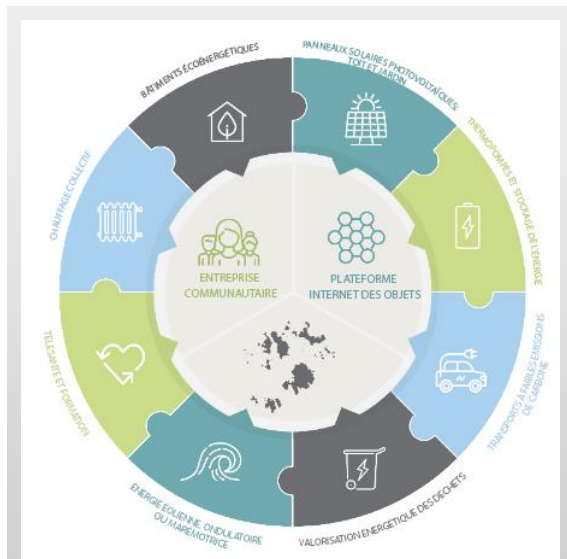 BÂTIMENTS ÉCOÉNERGÉTIQUES
PANNEAUX SOLAIRES PHOTOVOLTAÏQUES:
TOIT ET JARDIN
THERMOPOMPES ET STOCKAGE DE L'ÉNERGIE
TRANSPORTS À FAIBLES ÉMISSIONS
DE CARBONE
VALORISATION ÉNERGÉTIQUE DES DÉCHETS
ÉNERGIE ÉOLIENNE, ONDULATOIRE
OU MARÉMOTRICE
TÉLÉSANTÉ ET FORMATION
CHAUFFAGE COLLECTIF
ENTREPRISE
COMMUNAUTAIRE
PLATEFORME
INTERNET DES OBJETS